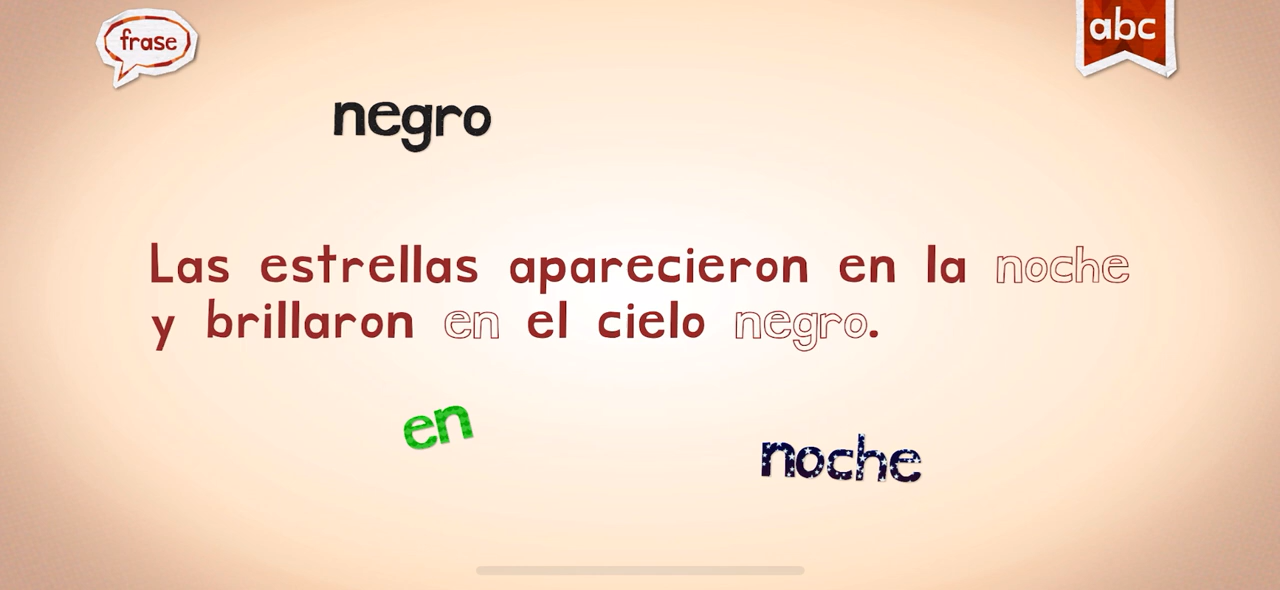 frase
abc
negro
Las estrellas aparecieron en la noche
y brillaron en el cielo negro.
en
noche